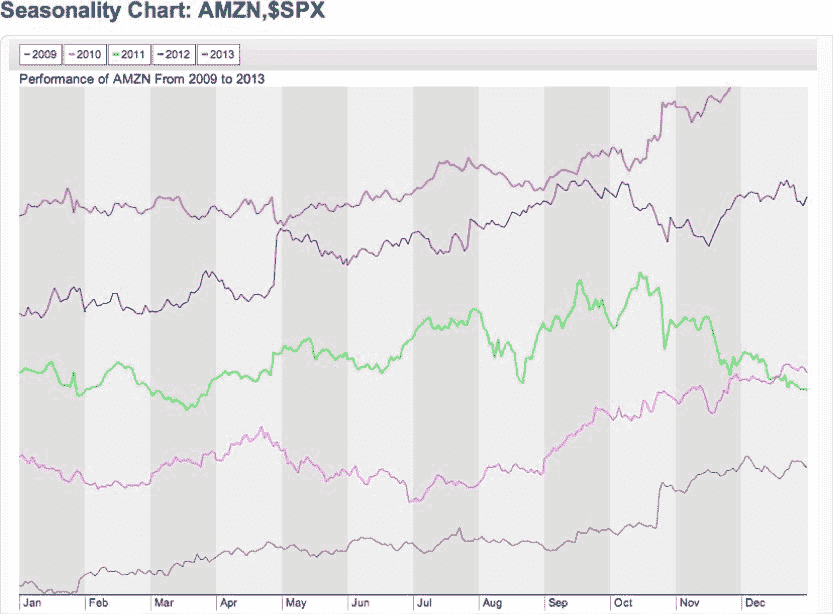 Seasonality Chart: AMZN,$SPX
2009 2010 2011 2012 2013
Performance of AMZN From 2009 to 2013
Jan Feb Mar Apr May Jun Jul Aug Sep Oct Nov Dec